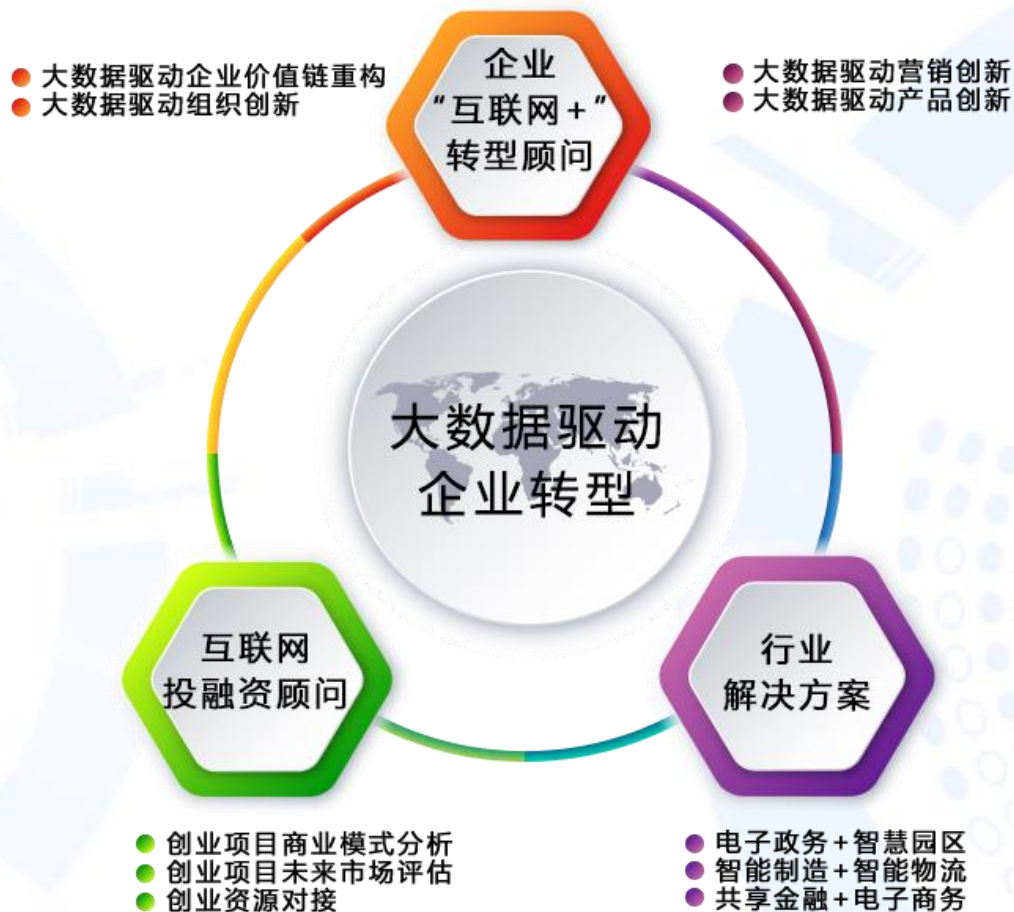 企业
“互联网+”
转型顾问
● 大数据驱动企业价值链重构
● 大数据驱动组织创新
● 大数据驱动营销创新
● 大数据驱动产品创新
大数据驱动
企业转型
互联网
投融资顾问
行业
解决方案
● 创业项目商业模式分析
● 创业项目未来市场评估
● 创业资源对接
● 电子政务+智慧园区
● 智能制造+智能物流
● 共享金融+电子商务